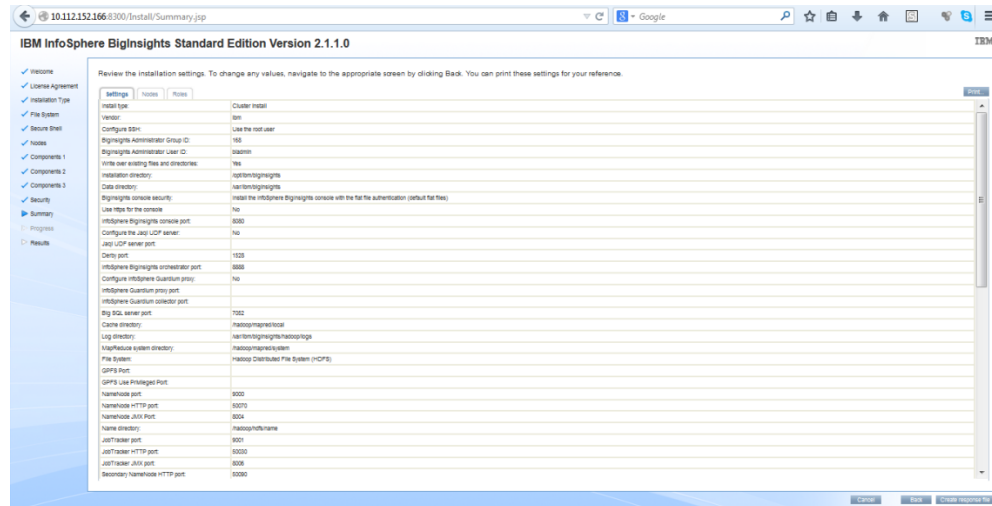 10.112.152.166:8300/Install/Summary.jsp
Google
IBM InfoSphere BigInsights Standard Edition Version 2.1.1.0
IBM
Welcome
License Agreement
Installation Type
File System
Secure Shell
Nodes
Components 1
Components 2
Components 3
Security
Summary
Progress
Results
Review the installation settings. To change any values, navigate to the appropriate screen by clicking Back. You can print these settings for your reference.
Settings Nodes Roles
Print...
Install type: Cluster Install
Vendor: ibm
Configure SSH: Use the root user
BigInsights Administrator Group ID: 168
BigInsights Administrator User ID: biadmin
Write over existing files and directories: Yes
Installation directory: /opt/ibm/biginsights
Data directory: /var/ibm/biginsights
BigInsights console security: Install the InfoSphere BigInsights console with the flat file authentication (default flat files)
Use https for the console No
InfoSphere BigInsights console port: 8080
Configure the Jaql UDF server: No
Jaql UDF server port:
Derby port: 1528
InfoSphere BigInsights orchestrator port: 8888
Configure InfoSphere Guardium proxy: No
InfoSphere Guardium proxy port:
InfoSphere Guardium collector port:
Big SQL server port: 7052
Cache directory: /hadoop/mapred/local
Log directory: /var/ibm/biginsights/hadoop/logs
MapReduce system directory: /hadoop/mapred/system
File System: Hadoop Distributed File System (HDFS)
GPFS Port:
GPFS Use Privileged Port:
NameNode port: 9000
NameNode HTTP port: 50070
NameNode JMX Port: 8004
Name directory: /hadoop/hdfs/name
JobTracker port: 9001
JobTracker HTTP port: 50030
JobTracker JMX port: 8006
Secondary NameNode HTTP port: 50090
Cancel Back Create response file